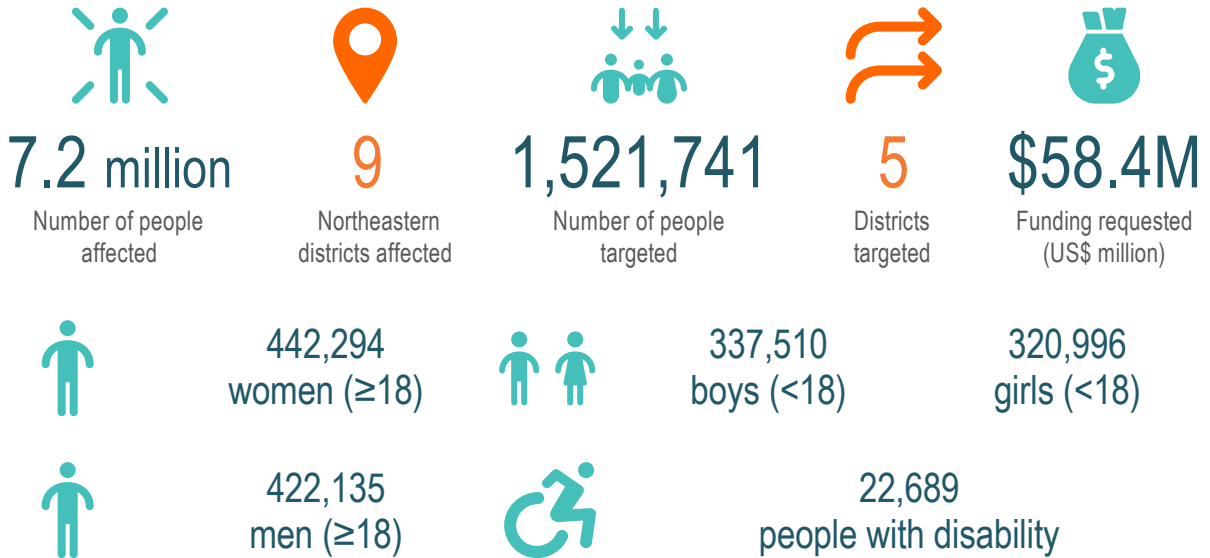 7.2 million
Number of people
affected
9
Northeastern
districts affected
1,521,741
Number of people
targeted
5
Districts
targeted
$
$58.4M
Funding requested
(US$ million)
442,294
women (≥18)
337,510
boys (<18)
320,996
girls (<18)
422,135
men (≥18)
22,689
people with disability